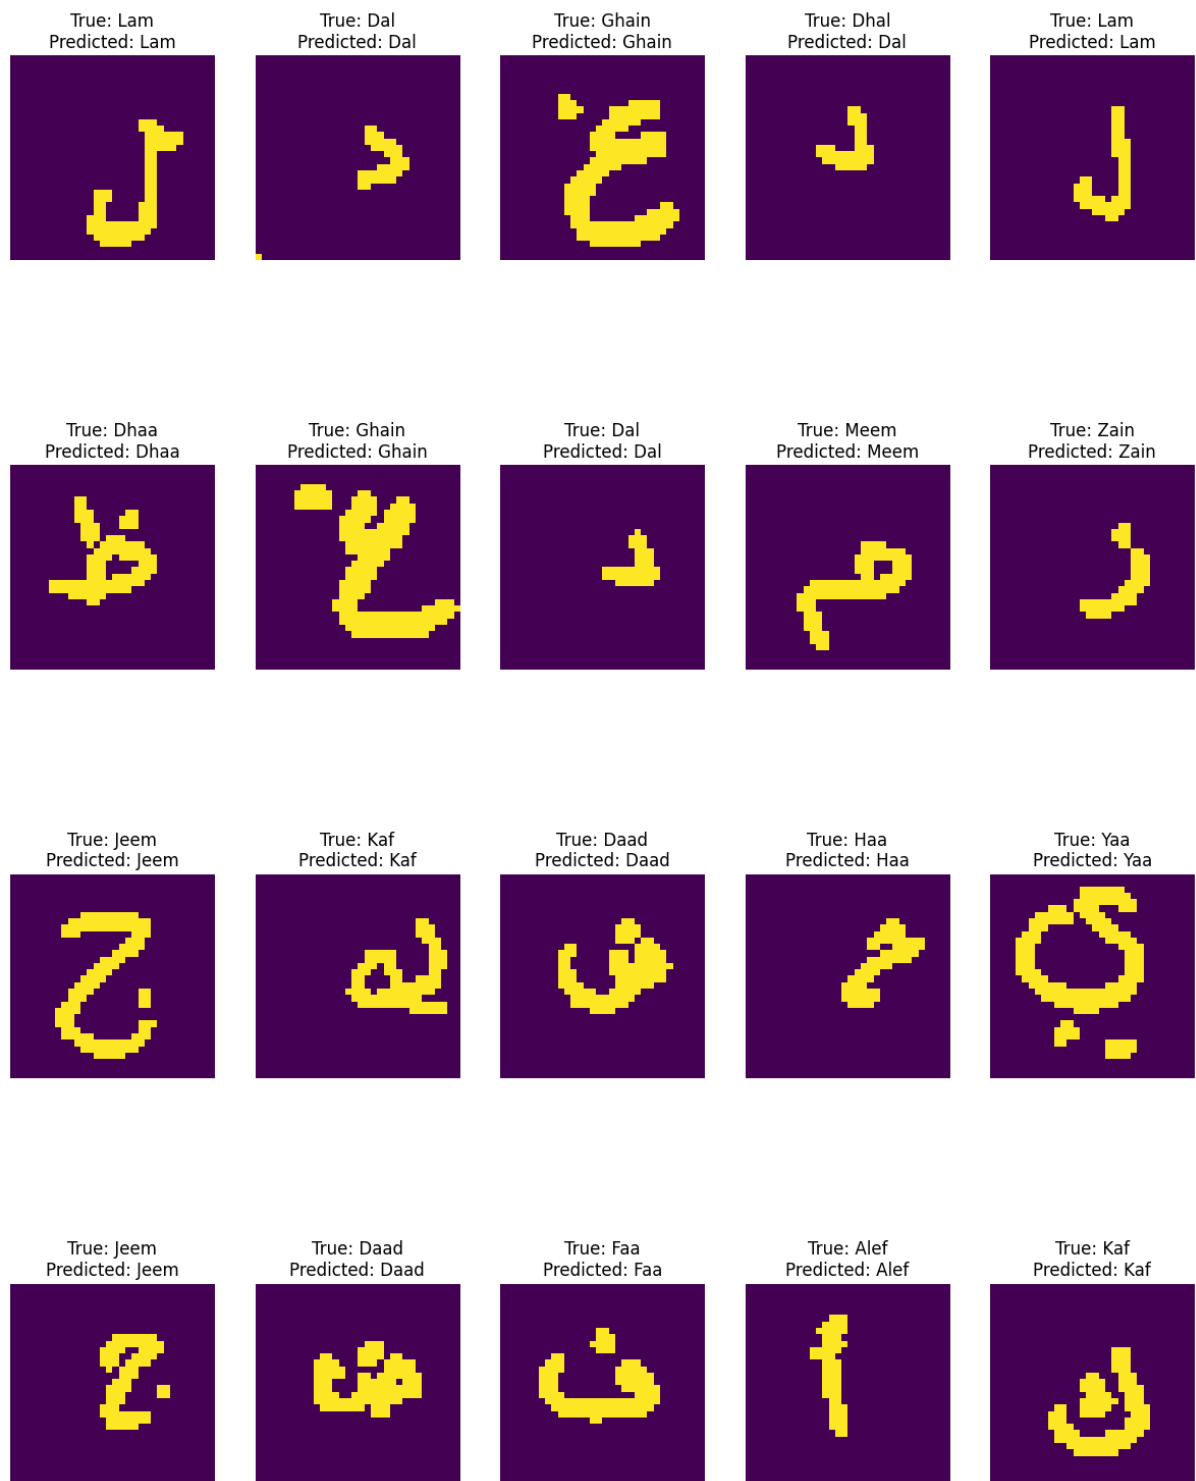 True: Lam
Predicted: Lam
ل
True: Dal
Predicted: Dal
د
True: Ghain
Predicted: Ghain
غ
True: Dhal
Predicted: Dal
True: Lam
Predicted: Lam
ل
True: Dhaa
Predicted: Dhaa
ظ
True: Ghain
Predicted: Ghain
غ
True: Dal
Predicted: Dal
د
True: Meem
Predicted: Meem
م
True: Zain
Predicted: Zain
ز
True: Jeem
Predicted: Jeem
ج
True: Kaf
Predicted: Kaf
ك
True: Daad
Predicted: Daad
ض
True: Haa
Predicted: Haa
ح
True: Yaa
Predicted: Yaa
ي
True: Jeem
Predicted: Jeem
ج
True: Daad
Predicted: Daad
ض
True: Faa
Predicted: Faa
ف
True: Alef
Predicted: Alef
أ
True: Kaf
Predicted: Kaf
ك